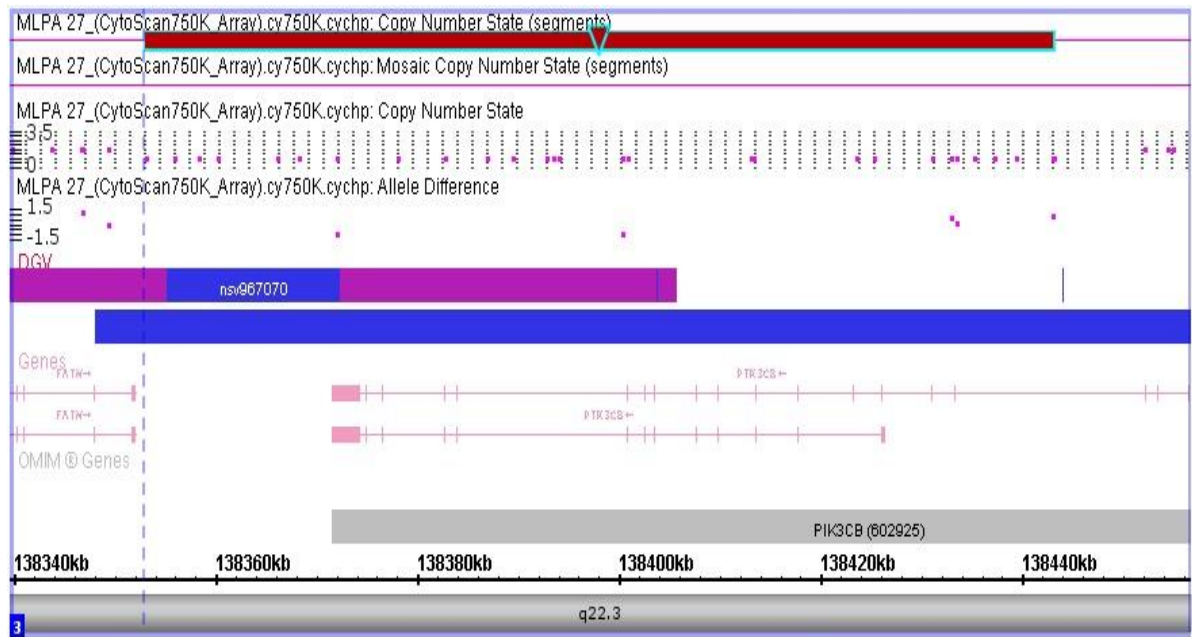 MLPA 27_(CytoScan750K_Array).cy750K.cychp: Copy Number State (segments)
MLPA 27_(CytoScan750K_Array).cy750K.cychp: Mosaic Copy Number State (segments)
MLPA 27_(CytoScan750K_Array).cy750K.cychp: Copy Number State
3.5
0
MLPA 27_(CytoScan750K_Array).cy750K.cychp: Allele Difference
1.5
-1.5
DGV
nsv967070
Genes
FAIM→ PIK3CB←
FAIM→ PIK3CB←
OMIM ® Genes
PIK3CB (602925)
138340kb 138360kb 138380kb 138400kb 138420kb 138440kb
q22.3
3